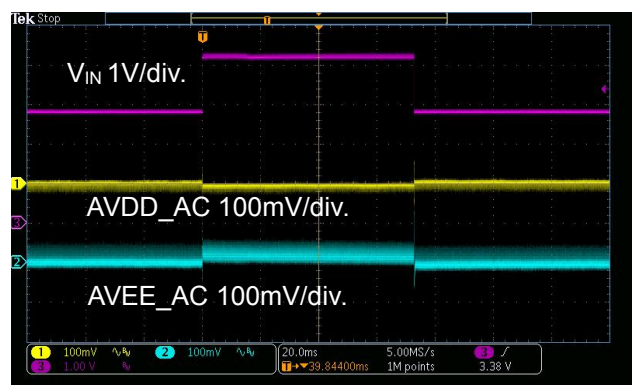 Tek Stop
T
T
V_IN 1V/div.
1
AVDD_AC 100mV/div.
3
2
AVEE_AC 100mV/div.
1 100mV 2 100mV 20.0ms 5.00MS/s 3
3 1.00 V T 39.84400ms 1M points 3.38 V